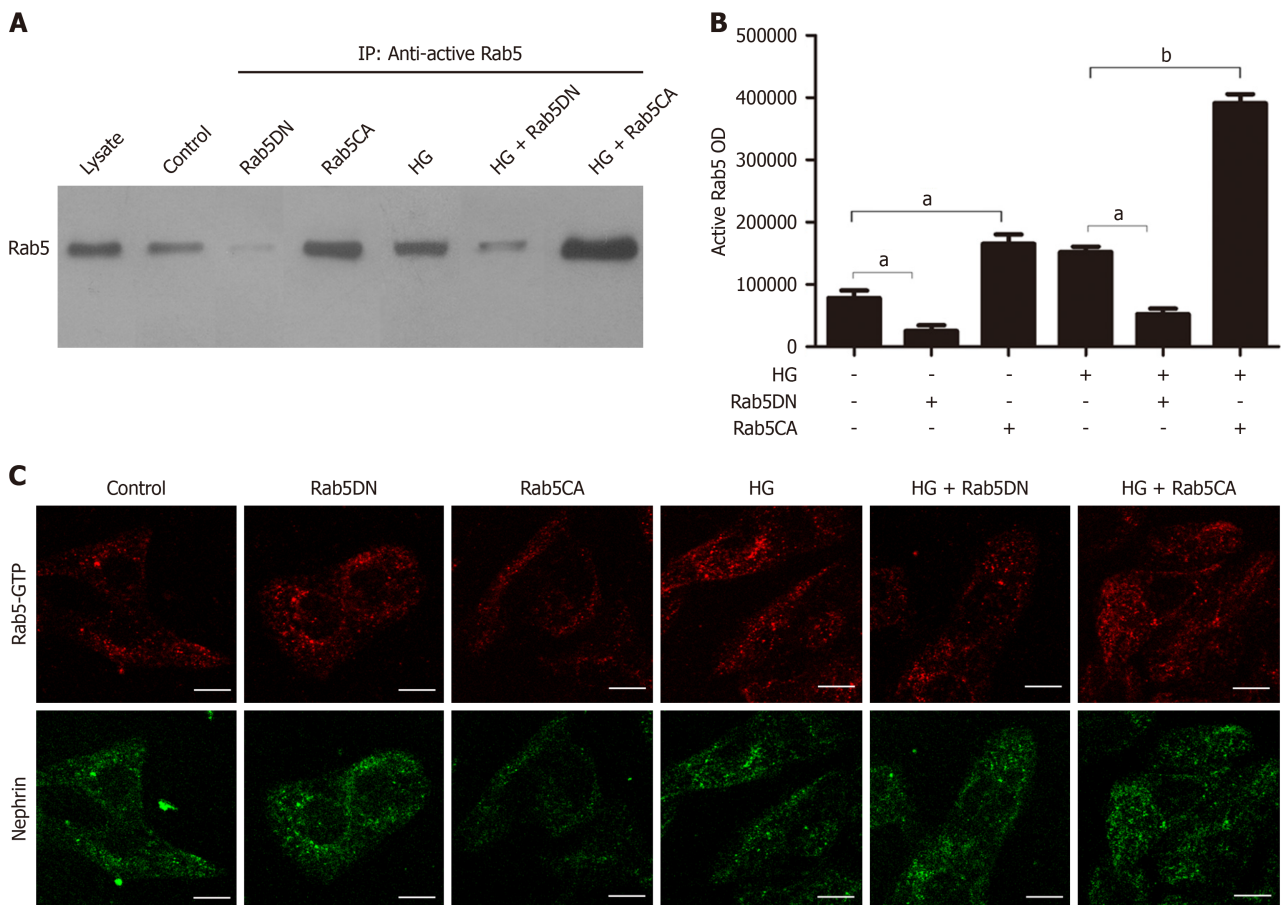 A
IP: Anti-active Rab5
Lysate
Control
Rab5DN
Rab5CA
HG
HG + Rab5DN
HG + Rab5CA
Rab5
B
Active Rab5 OD
500000
400000
300000
200000
100000
0
a
a
a
b
HG - - - + + +
Rab5DN - + - - + -
Rab5CA - - + - - +
C
Control Rab5DN Rab5CA HG HG + Rab5DN HG + Rab5CA
Rab5-GTP
Nephrin